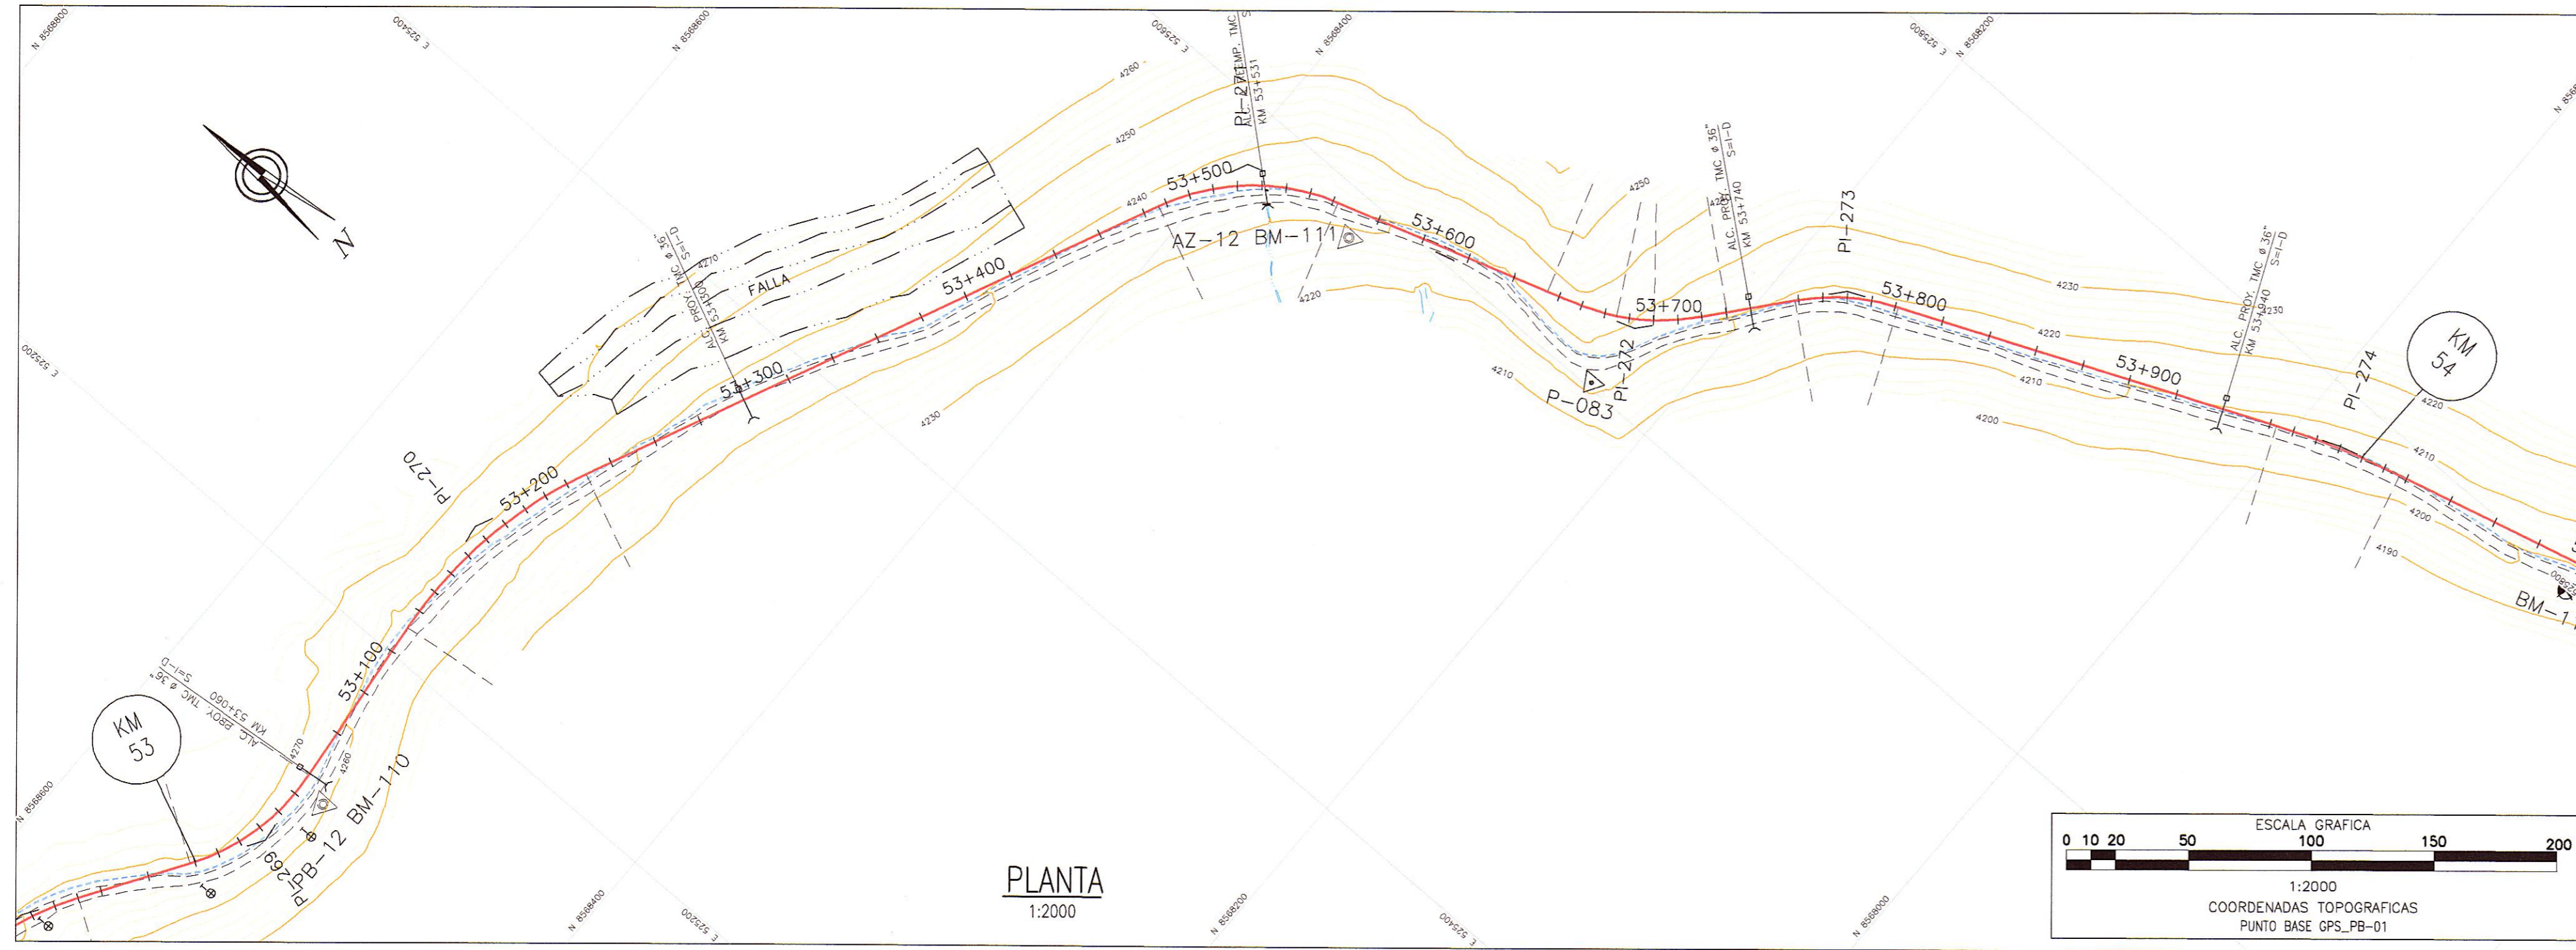 N 8568800
E 525400
N 8568600
E 525600
N 8568400
E 525800
N 8568200
N
4260
4250
4240
PI-271
KM 53+531
53+500
AZ-12 BM-111
4220
53+600
4250
ALC. PROY. TMC ø 36"
S=I-D
KM 53+740
53+700
PI-272
P-083
4210
PI-273
53+800
4230
4220
4210
4200
53+900
ALC. PROY. TMC ø 36"
S=I-D
KM 53+940
4230
PI-274
KM
54
4220
4210
4200
4190
BM-1
E 525200
ALC. PROY. TMC ø 36"
S=I-D
KM 53+300
4270
FALLA
53+400
53+300
4230
PI-270
53+200
53+100
ALC. PROY. TMC ø 36"
S=I-D
KM 53+060
KM
53
4270
4260
PB-12 BM-110
PI-269
N 8568600
N 8568400
E 525200
N 8568200
E 525400
N 8568000
PLANTA
1:2000
ESCALA GRAFICA
0 10 20 50 100 150 200
1:2000
COORDENADAS TOPOGRAFICAS
PUNTO BASE GPS_PB-01